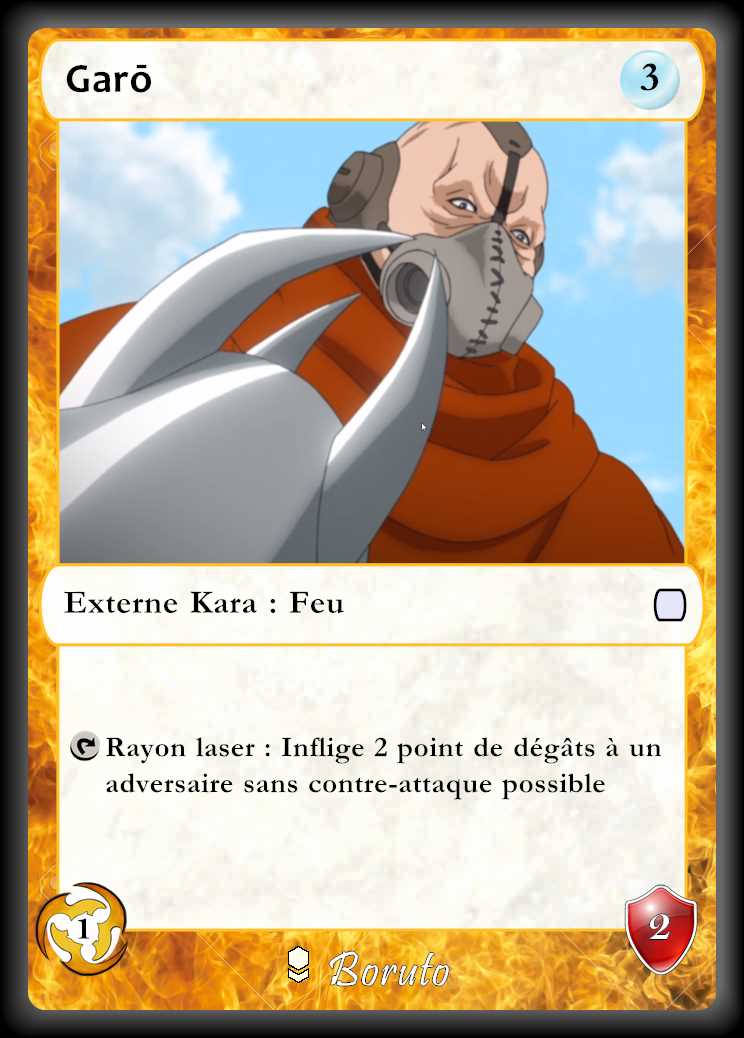 Garō
3
Externe Kara : Feu
Rayon laser : Inflige 2 point de dégâts à un
adversaire sans contre-attaque possible
1
2
Boruto